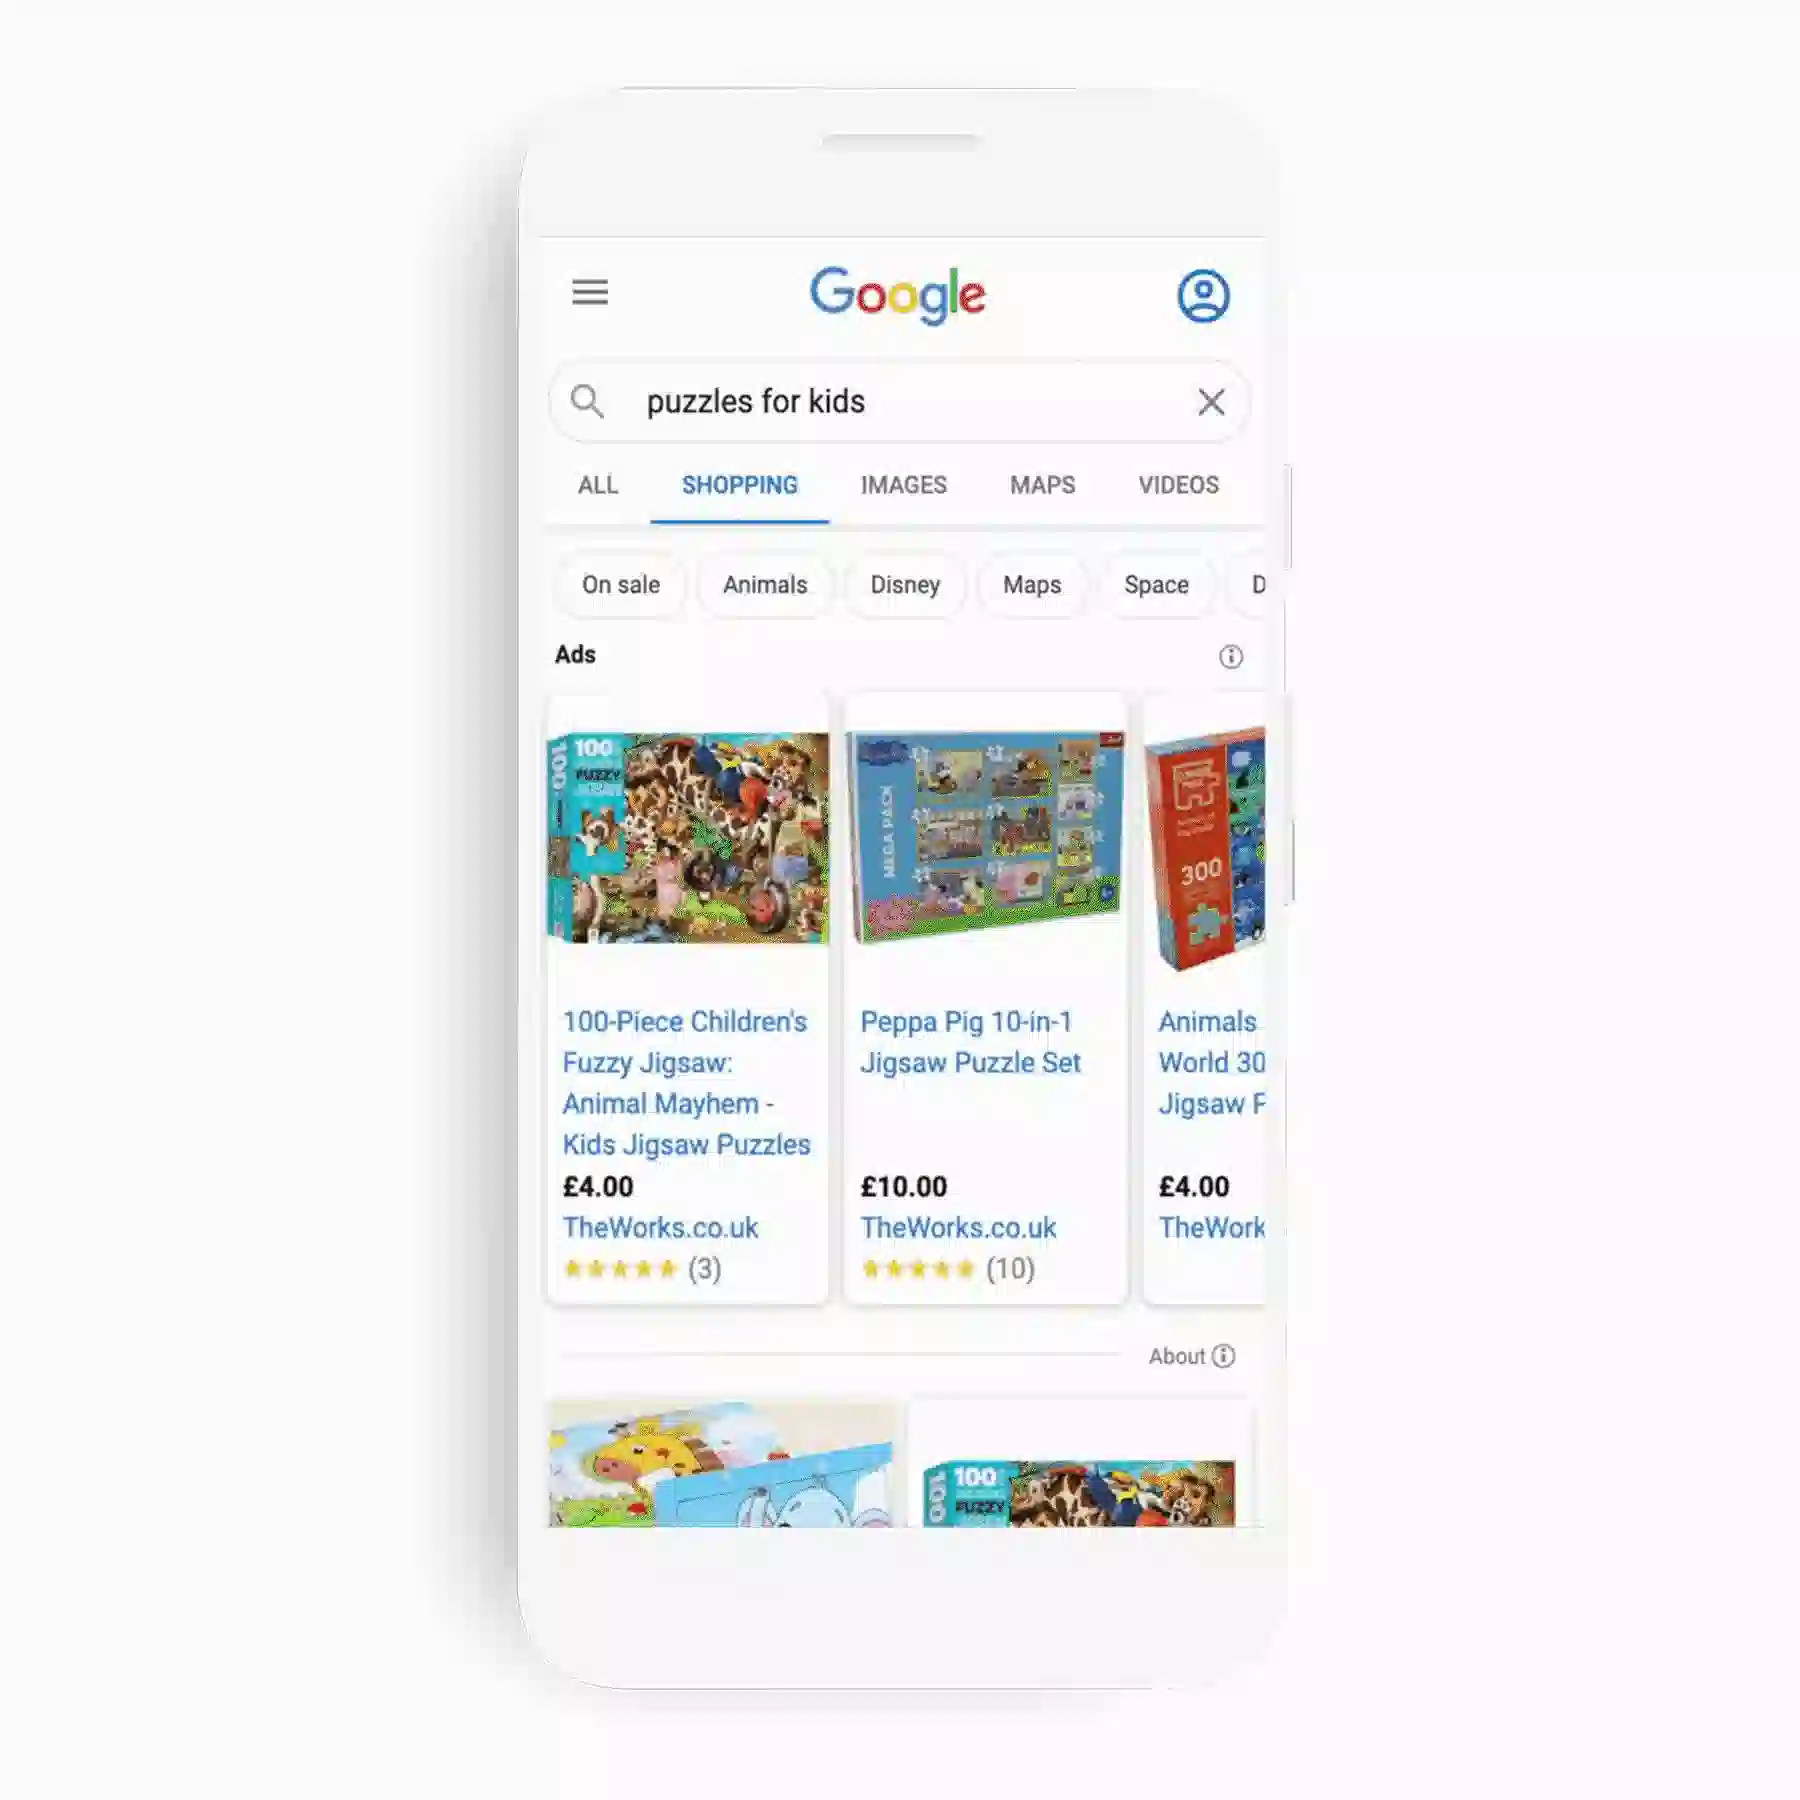 Google
puzzles for kids
ALL SHOPPING IMAGES MAPS VIDEOS
On sale Animals Disney Maps Space D
Ads
100
100
FUZZY
MEGA PACK
300
100-Piece Children's
Fuzzy Jigsaw:
Animal Mayhem -
Kids Jigsaw Puzzles
£4.00
TheWorks.co.uk
(3)
Peppa Pig 10-in-1
Jigsaw Puzzle Set
£10.00
TheWorks.co.uk
(10)
Animals
World 30
Jigsaw P
£4.00
TheWork
About
100
100
FUZZY